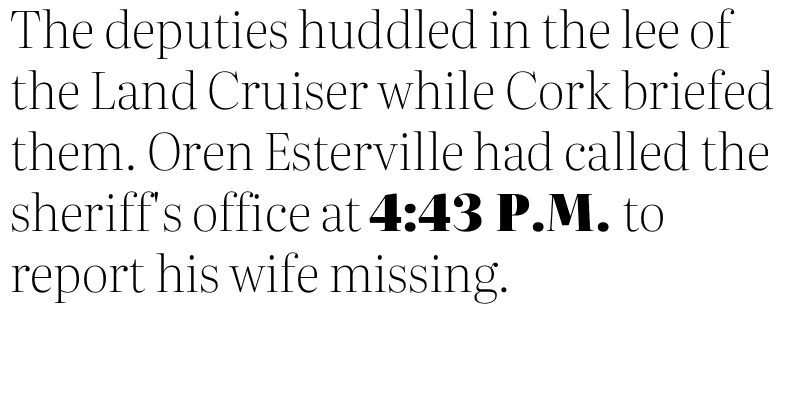 The deputies huddled in the lee of
the Land Cruiser while Cork briefed
them. Oren Esterville had called the
sheriff's office at 4:43 P.M. to
report his wife missing.